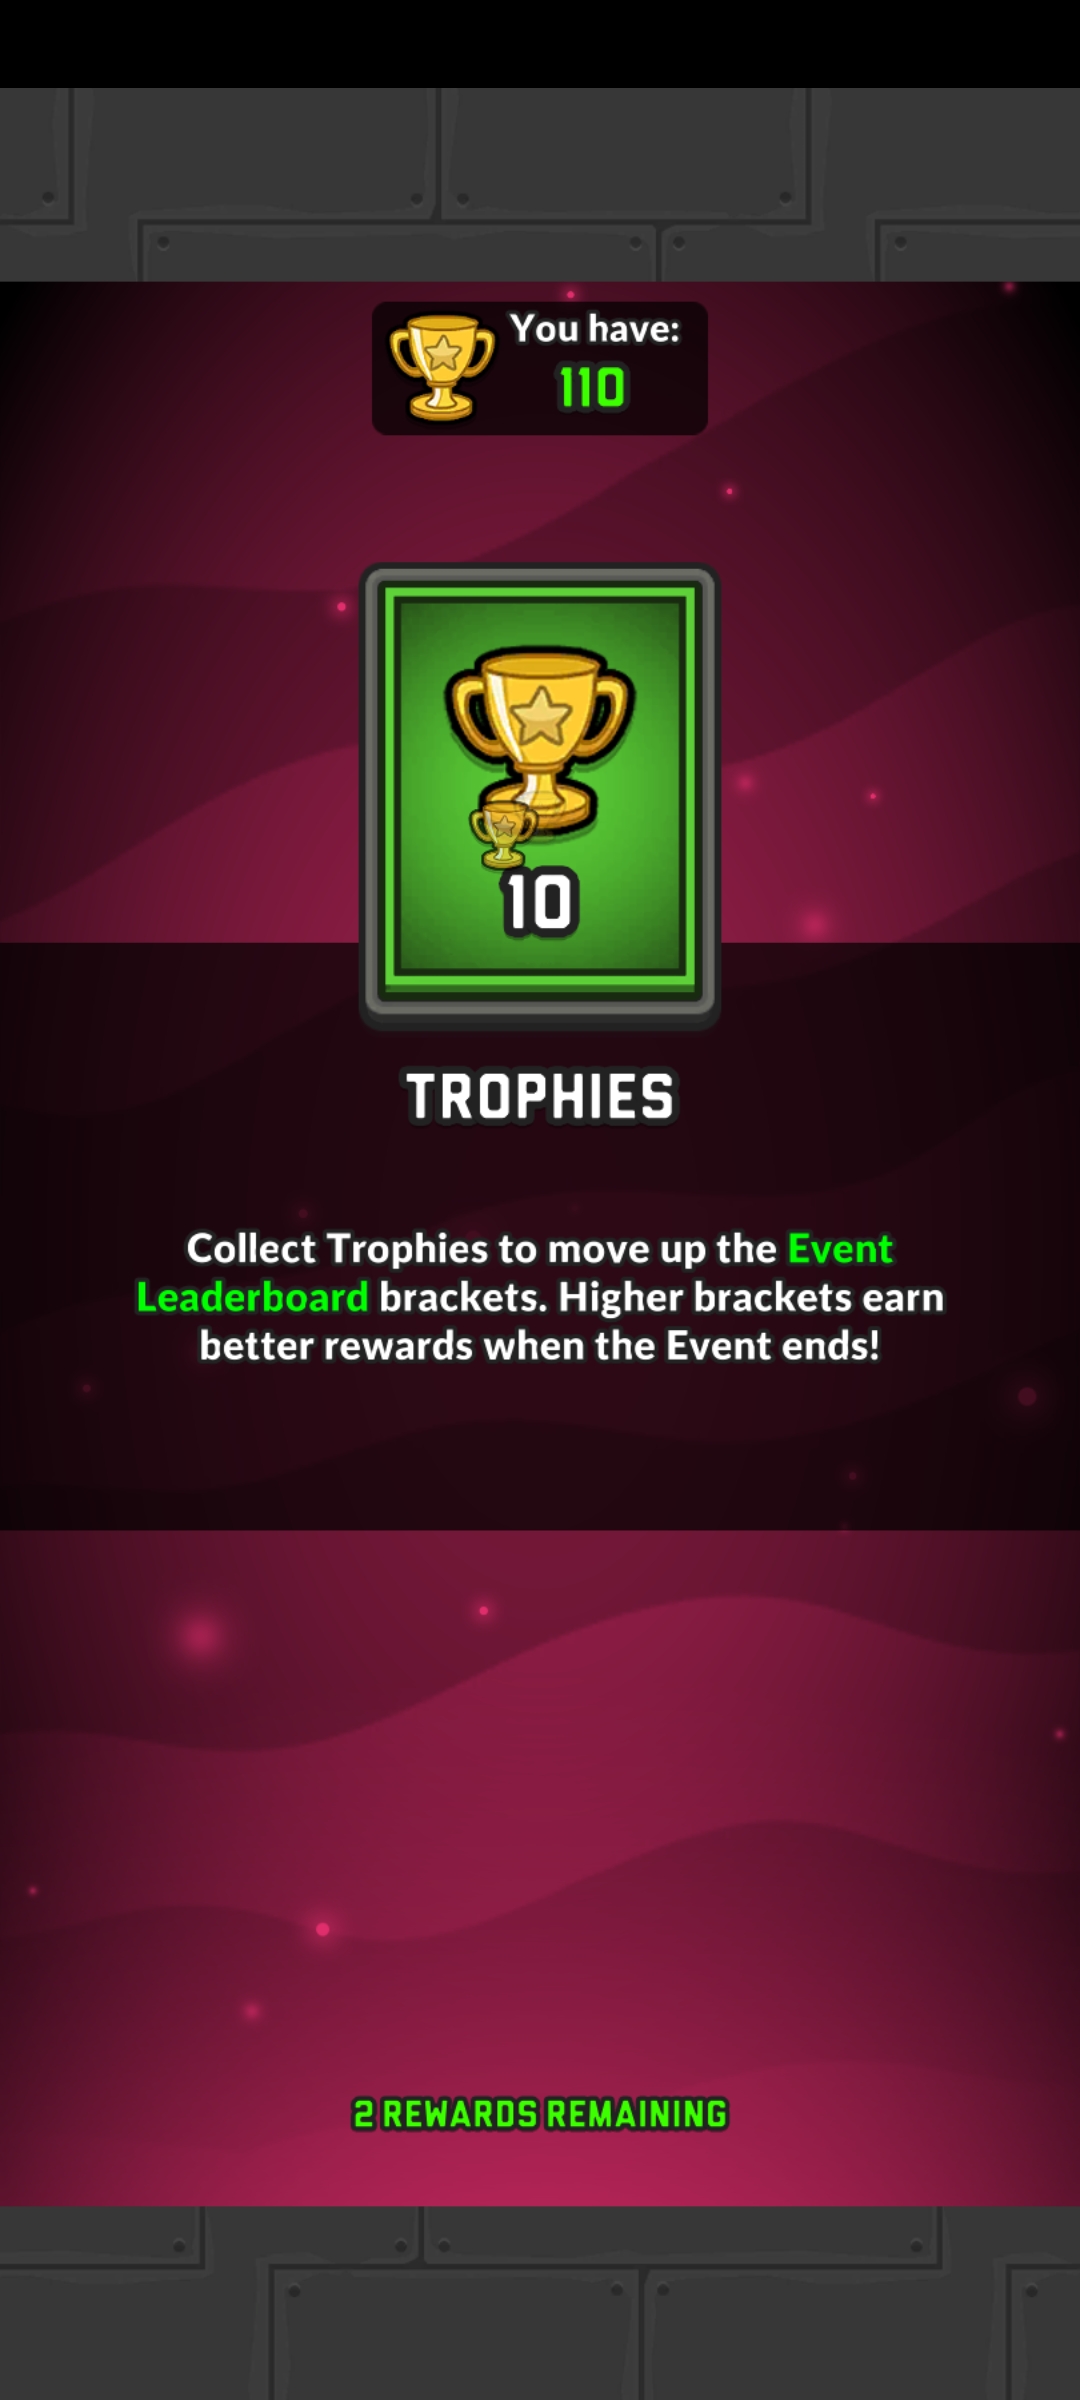 You have:
110
10
TROPHIES
Collect Trophies to move up the Event
Leaderboard brackets. Higher brackets earn
better rewards when the Event ends!
2 REWARDS REMAINING